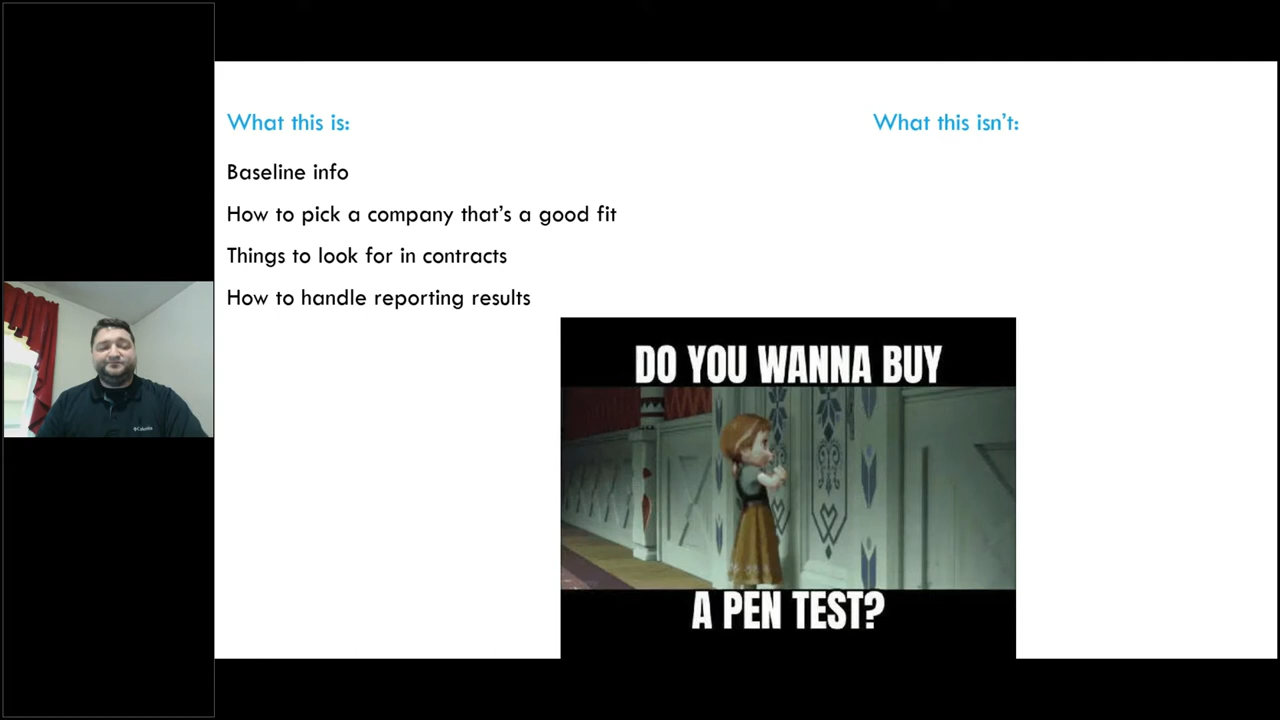 What this is:
Baseline info
How to pick a company that's a good fit
Things to look for in contracts
How to handle reporting results
What this isn't:
DO YOU WANNA BUY
A PEN TEST?
Columbia